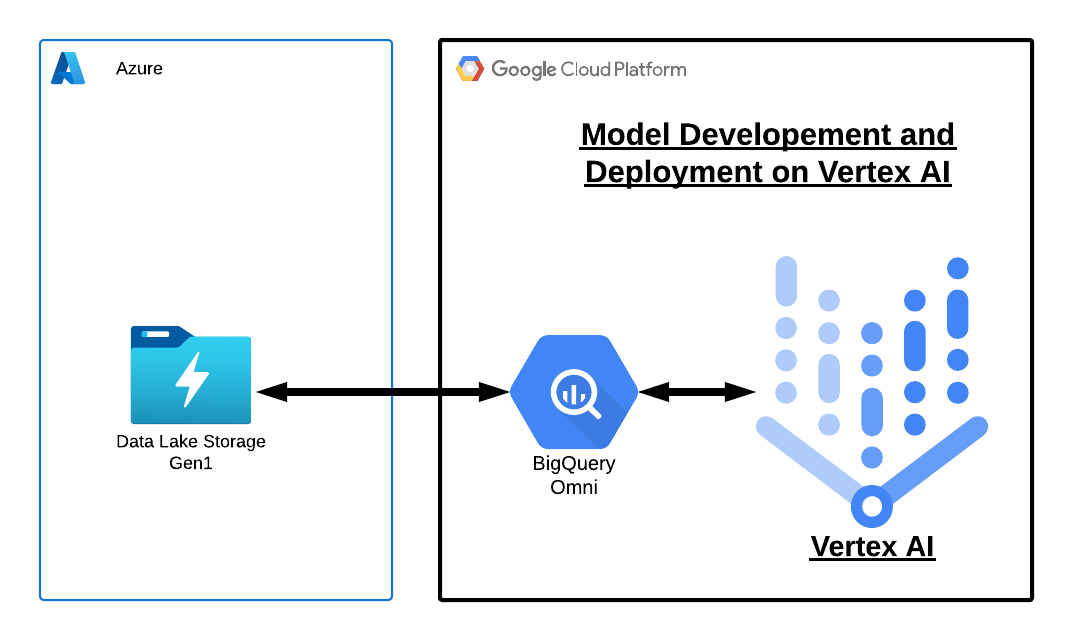 Azure
Google Cloud Platform
Model Developement and
Deployment on Vertex AI
Data Lake Storage
Gen1
BigQuery
Omni
Vertex AI